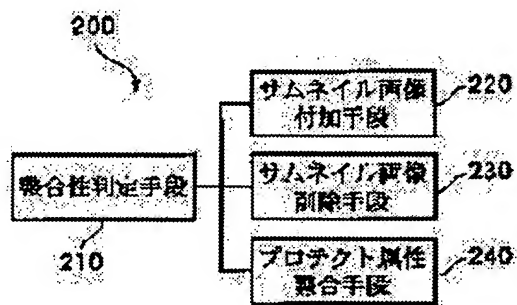 200
サムネイル画像
付加手段
220
整合性判定手段
210
サムネイル画像
削除手段
230
プロテクト属性
整合手段
240